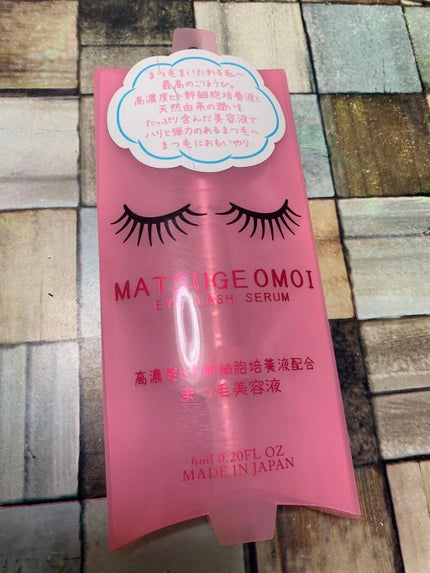 まつ毛をいたわる私へ
最高のごほうび。
高濃度ヒト幹細胞培養液と
天然由来の潤いを
たっぷり含んだ美容液で
ハリと弾力のあるまつ毛へ
まつ毛におもいやり
MATSUGEOMOI
EYELASH SERUM
高濃度ヒト幹細胞培養液配合
まつ毛美容液
6ml 0.20FL OZ
MADE IN JAPAN